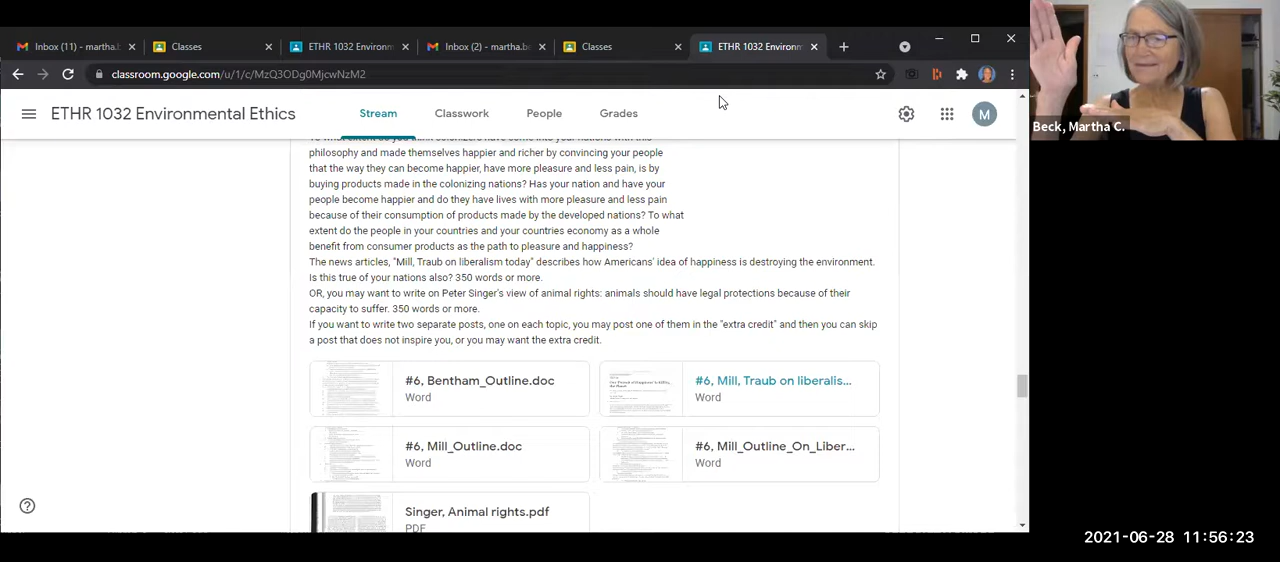 Inbox (11) - martha.b
Classes
ETHR 1032 Environm
Inbox (2) - martha.be
Classes
ETHR 1032 Environm
classroom.google.com/u/1/c/MzQ3ODg0MjcwNzM2
ETHR 1032 Environmental Ethics
Stream
Classwork
People
Grades
M
philosophy and made themselves happier and richer by convincing your people
that the way they can become happier, have more pleasure and less pain, is by
buying products made in the colonizing nations? Has your nation and have your
people become happier and do they have lives with more pleasure and less pain
because of their consumption of products made by the developed nations? To what
extent do the people in your countries and your countries economy as a whole
benefit from consumer products as the path to pleasure and happiness?
The news articles, "Mill, Traub on liberalism today" describes how Americans' idea of happiness is destroying the environment.
Is this true of your nations also? 350 words or more.
OR, you may want to write on Peter Singer's view of animal rights: animals should have legal protections because of their
capacity to suffer. 350 words or more.
If you want to write two separate posts, one on each topic, you may post one of them in the "extra credit" and then you can skip
a post that does not inspire you, or you may want the extra credit.
#6, Bentham_Outline.doc
Word
#6, Mill, Traub on liberalis...
Word
#6, Mill_Outline.doc
Word
#6, Mill_Outline_On_Liber...
Word
Singer, Animal rights.pdf
PDF
Beck, Martha C.
2021-06-28 11:56:23